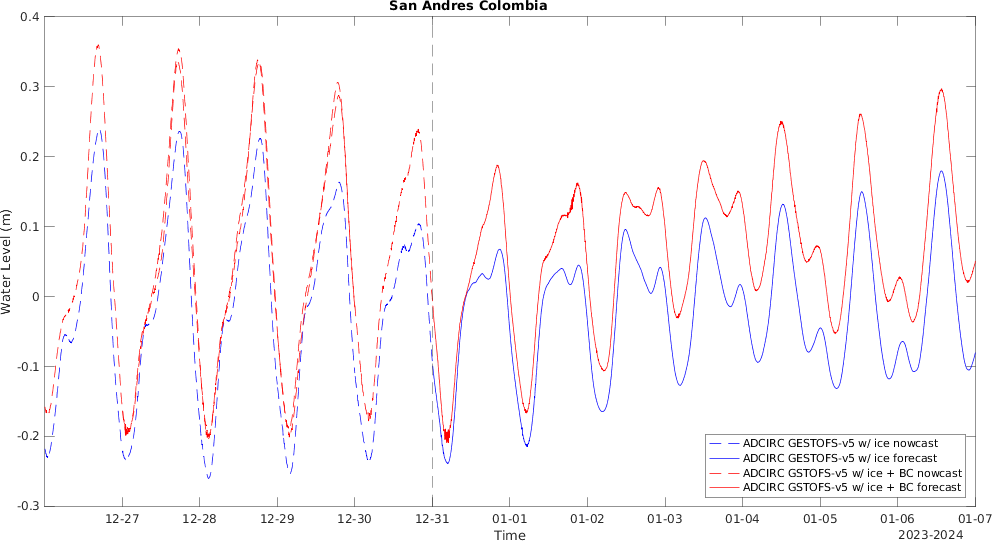 San Andres Colombia
Water Level (m)
0.4
0.3
0.2
0.1
0
-0.1
-0.2
-0.3
12-27 12-28 12-29 12-30 12-31 01-01 01-02 01-03 01-04 01-05 01-06 01-07
Time
2023-2024
ADCIRC GESTOFS-v5 w/ ice nowcast
ADCIRC GESTOFS-v5 w/ ice forecast
ADCIRC GSTOFS-v5 w/ ice + BC nowcast
ADCIRC GSTOFS-v5 w/ ice + BC forecast